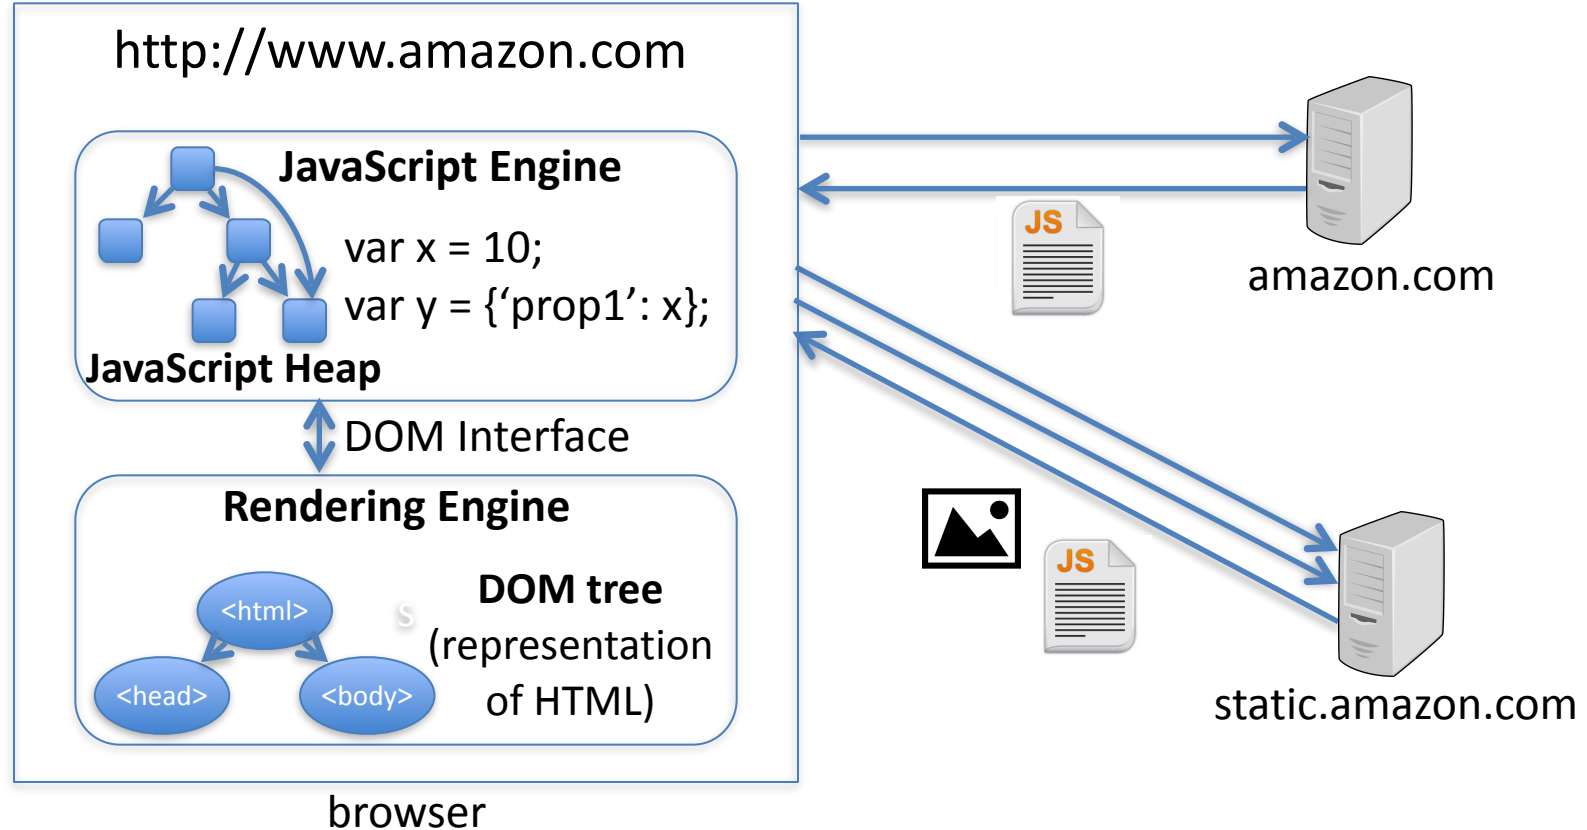 http://www.amazon.com
JavaScript Engine
var x = 10;
var y = {‘prop1’: x};
JavaScript Heap
DOM Interface
Rendering Engine
<html>
<head>
<body>
s
DOM tree
(representation
of HTML)
browser
JS
amazon.com
JS
static.amazon.com